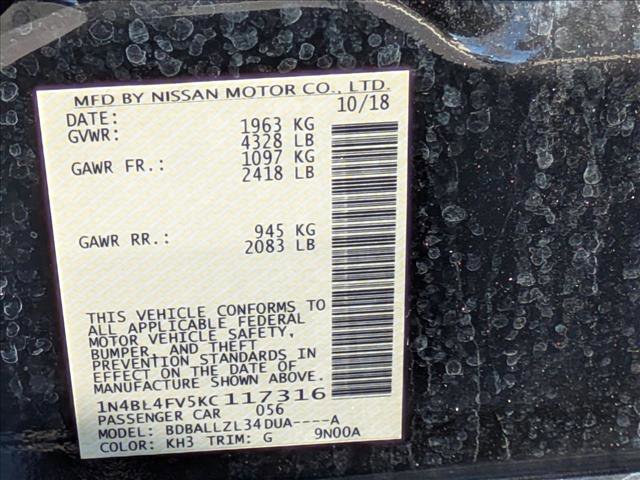 MFD BY NISSAN MOTOR CO., LTD.
DATE: 10/18
GVWR: 1963 KG
4328 LB
GAWR FR.: 1097 KG
2418 LB
GAWR RR.: 945 KG
2083 LB
THIS VEHICLE CONFORMS TO
ALL APPLICABLE FEDERAL
MOTOR VEHICLE SAFETY,
BUMPER, AND THEFT
PREVENTION STANDARDS IN
EFFECT ON THE DATE OF
MANUFACTURE SHOWN ABOVE.
1N4BL4FV5KC117316
PASSENGER CAR 056
MODEL: BDBALLZL34DUA----A
COLOR: KH3 TRIM: G 9N00A